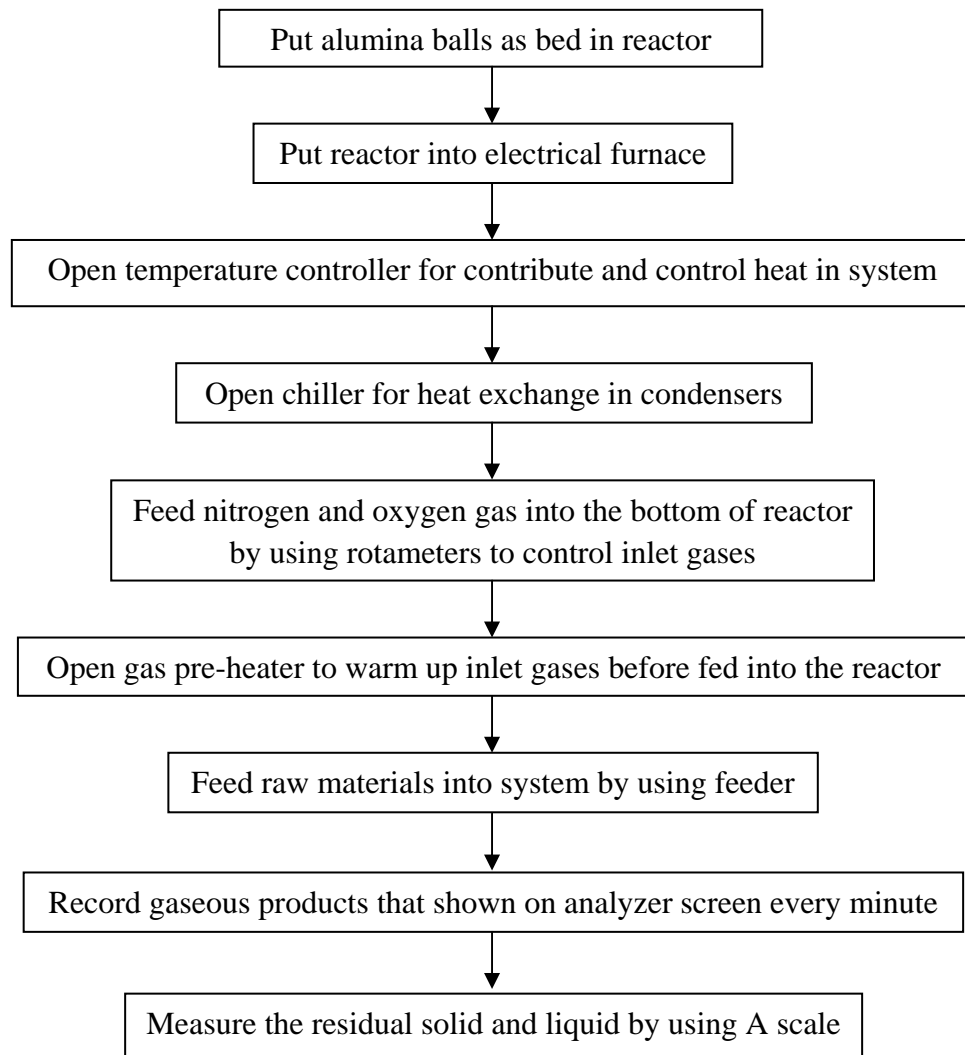 Put alumina balls as bed in reactor
Put reactor into electrical furnace
Open temperature controller for contribute and control heat in system
Open chiller for heat exchange in condensers
Feed nitrogen and oxygen gas into the bottom of reactor
by using rotameters to control inlet gases
Open gas pre-heater to warm up inlet gases before fed into the reactor
Feed raw materials into system by using feeder
Record gaseous products that shown on analyzer screen every minute
Measure the residual solid and liquid by using A scale